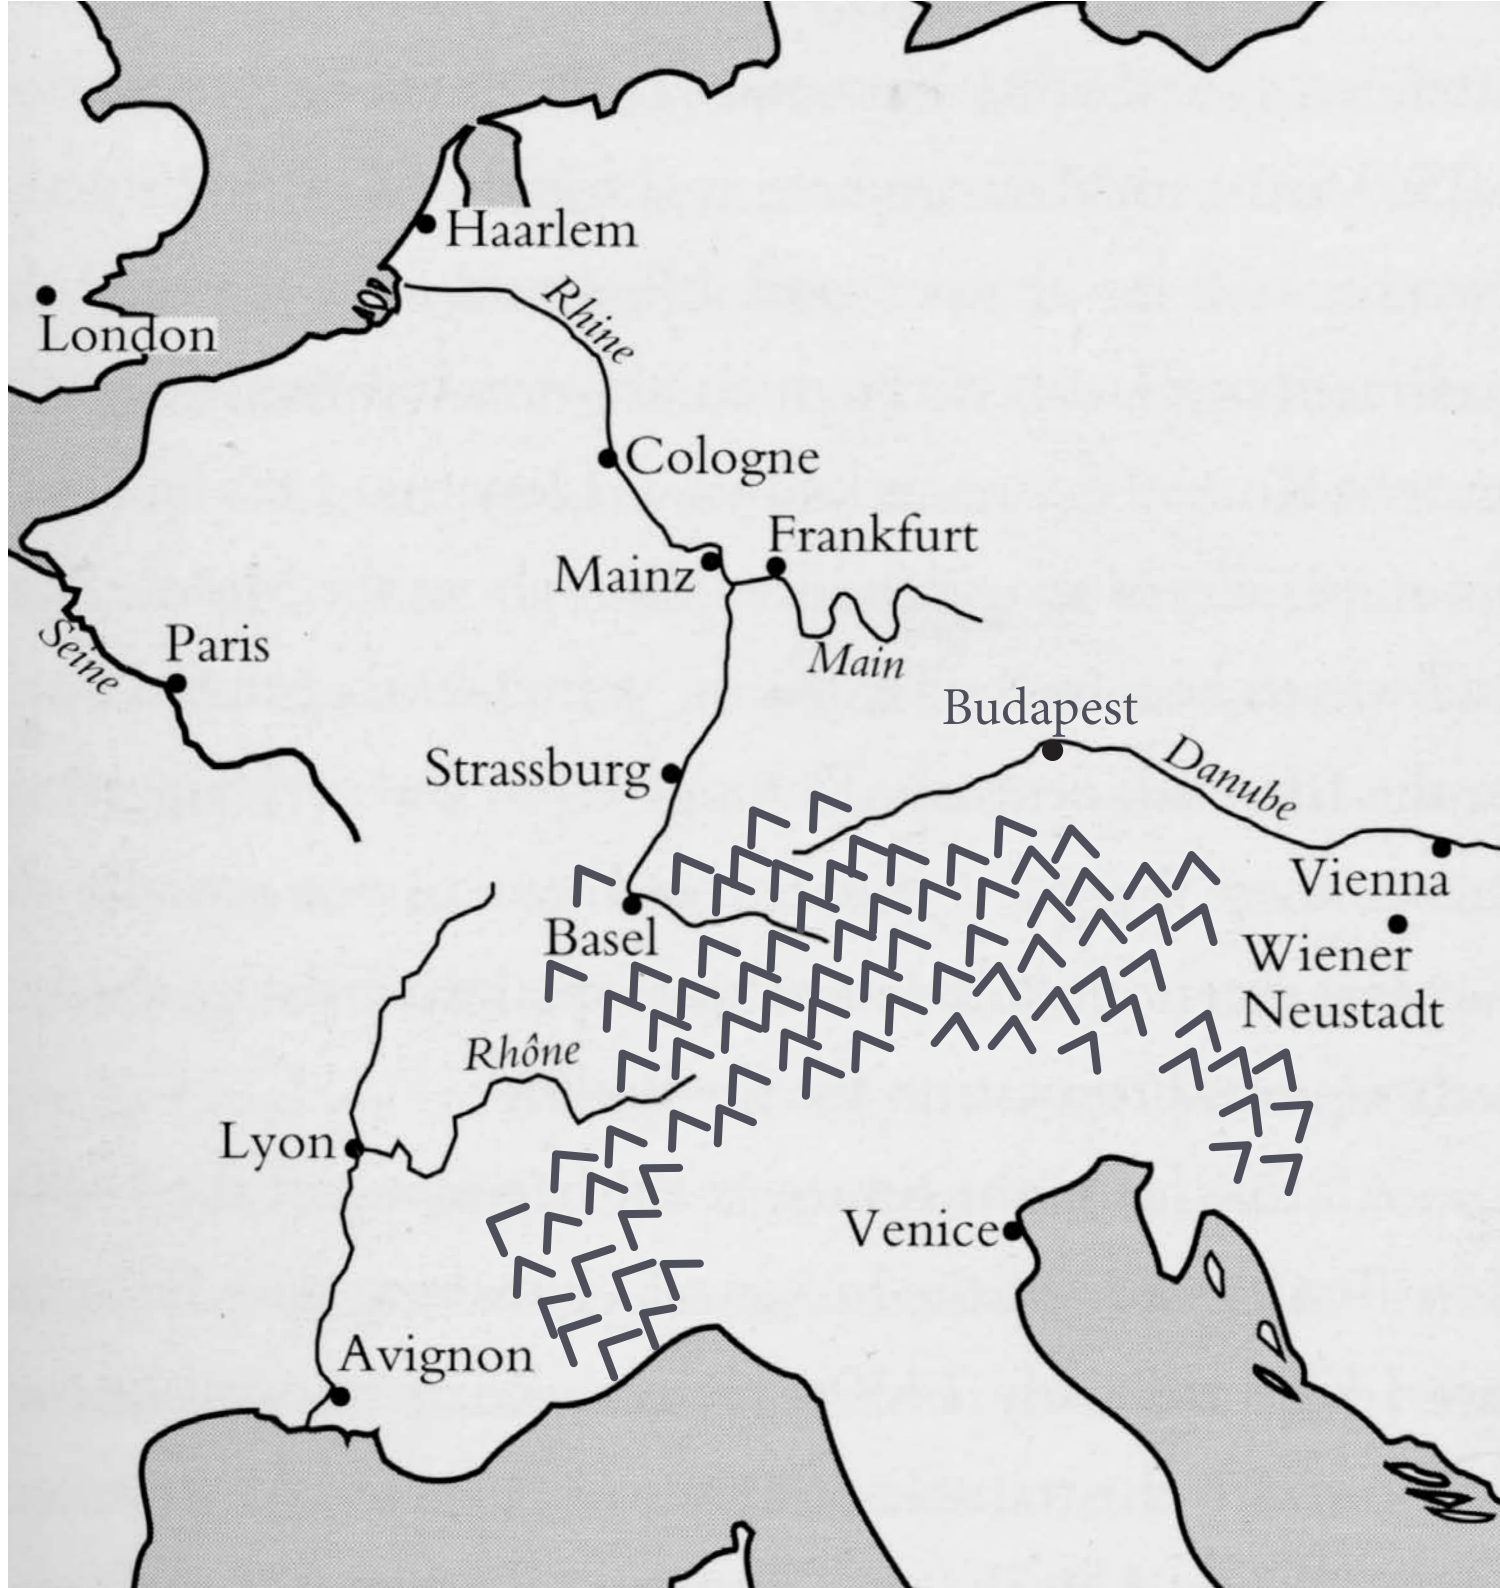 Haarlem
Rhine
London
Cologne
Frankfurt
Mainz
Seine
Paris
Main
Budapest
Strassburg
Danube
Vienna
Basel
Wiener
Neustadt
Rhône
Lyon
Venice
Avignon